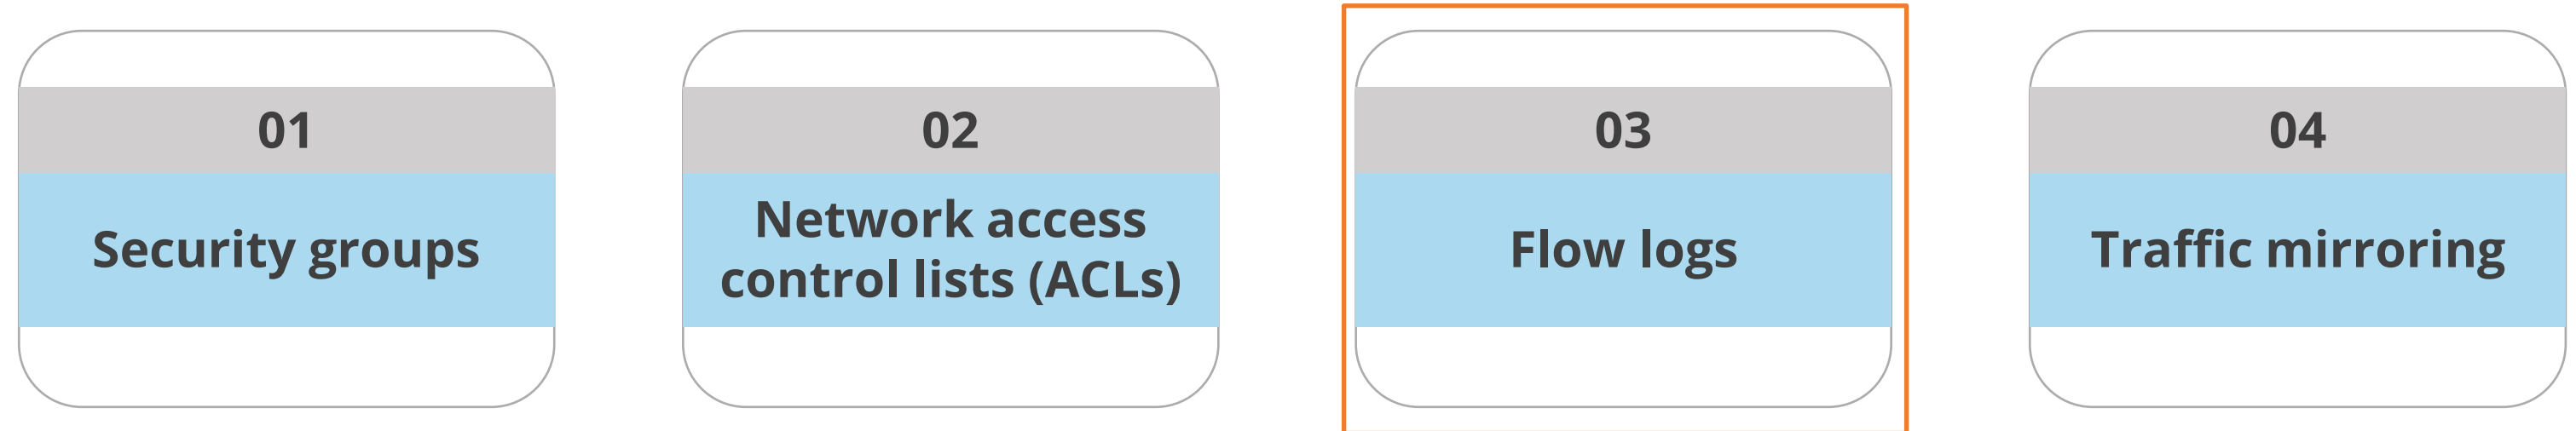 01
Security groups
02
Network access
control lists (ACLs)
03
Flow logs
04
Traffic mirroring